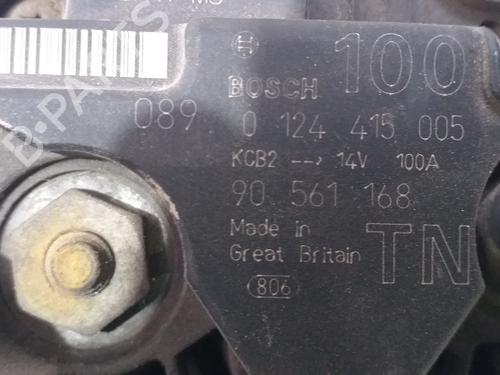 100
BOSCH
089 0 124 415 005
KCB2 --> 14V 100A
90 561 168
Made in
Great Britain
TN
806
B-PARTS